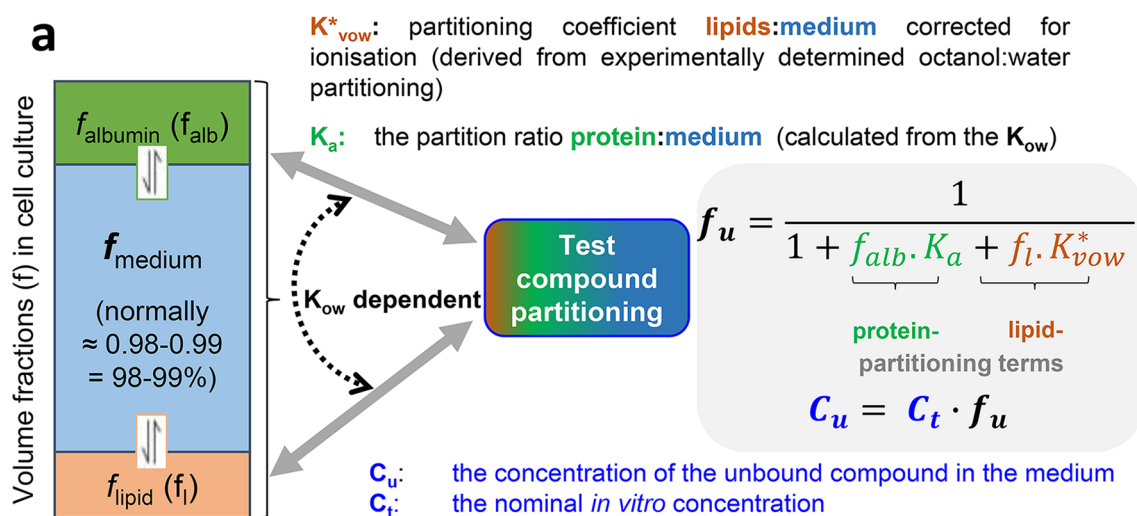 a
K*vow: partitioning coefficient lipids:medium corrected for
ionisation (derived from experimentally determined octanol:water
partitioning)
Ka: the partition ratio protein:medium (calculated from the Kow)
Volume fractions (f) in cell culture
falbumin (falb)
fmedium
(normally
≈ 0.98-0.99
= 98-99%)
flipid (fl)
Kow dependent
Test
compound
partitioning
fu = 1 / (1 + falb. Ka + fl. K*vow)
protein- lipid-
partitioning terms
Cu = Ct · fu
Cu: the concentration of the unbound compound in the medium
Ct: the nominal in vitro concentration